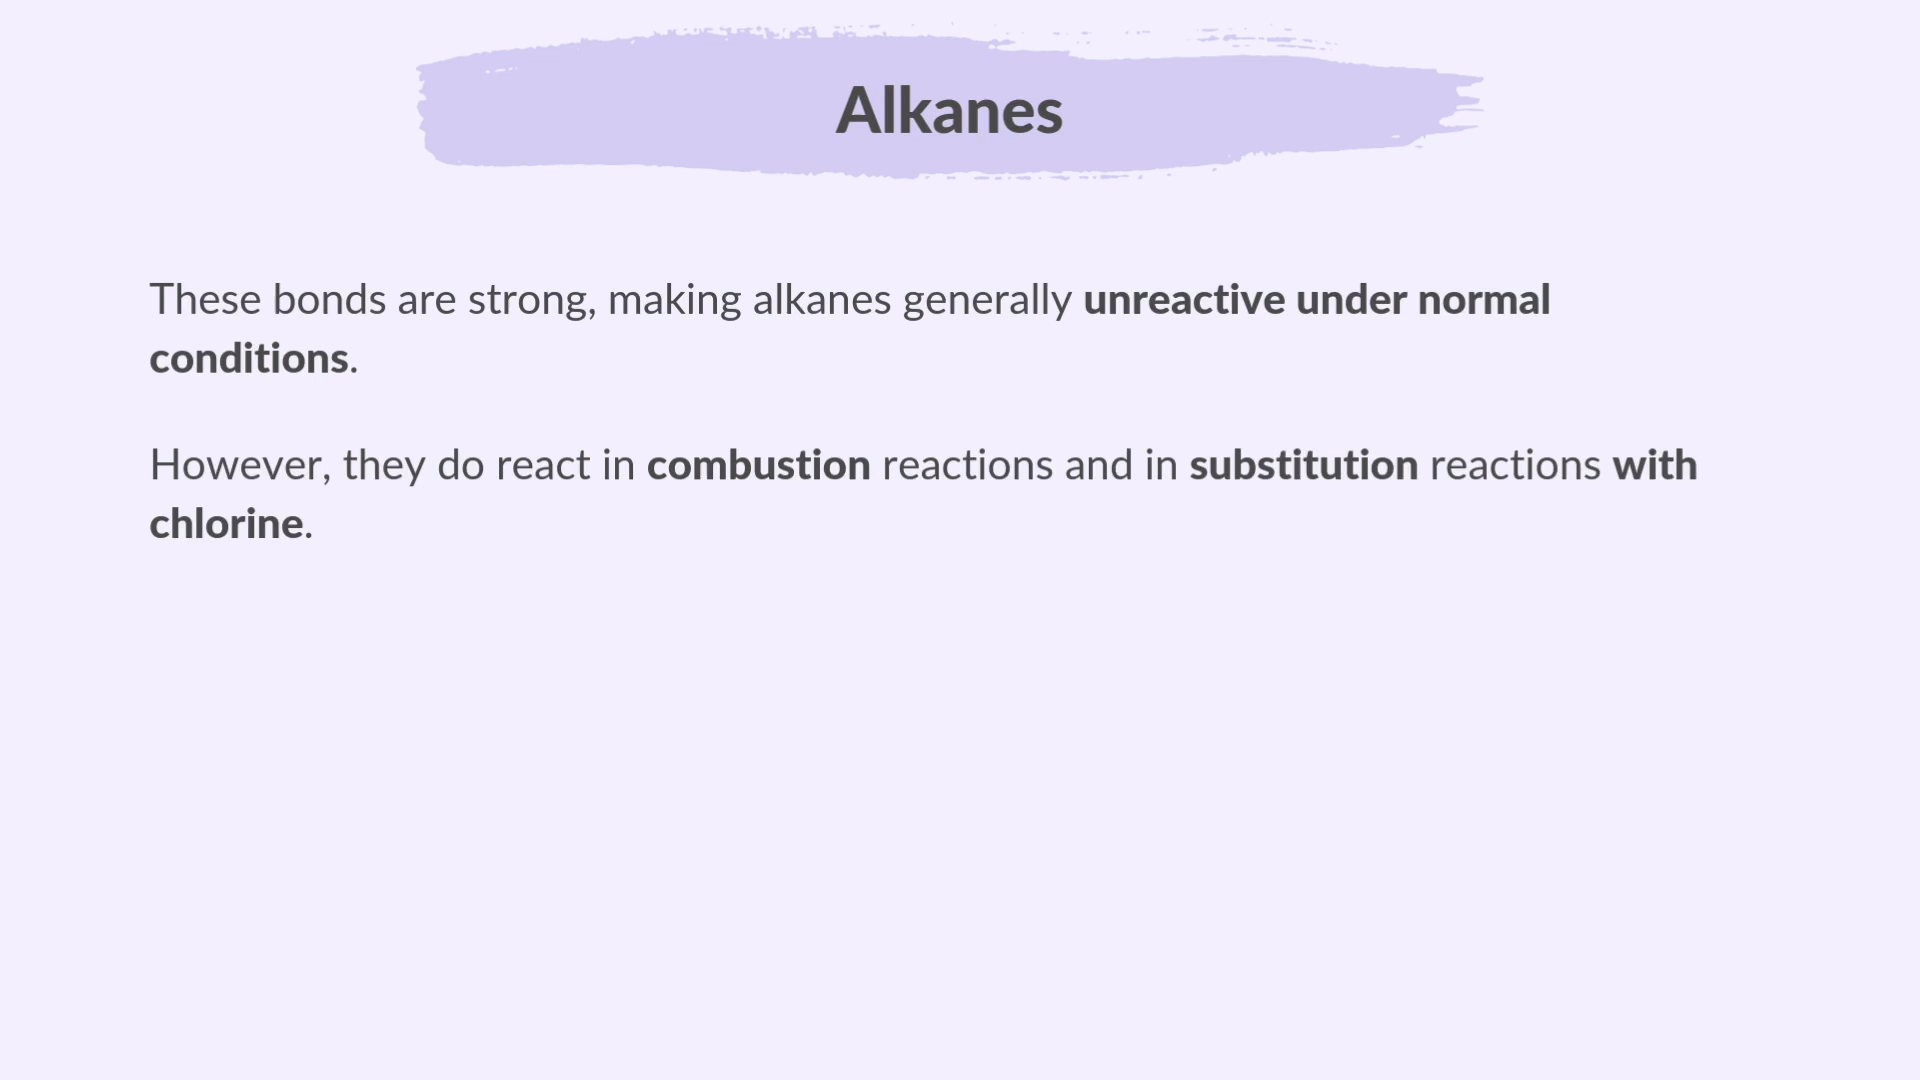 Alkanes
These bonds are strong, making alkanes generally unreactive under normal
conditions.
However, they do react in combustion reactions and in substitution reactions with
chlorine.